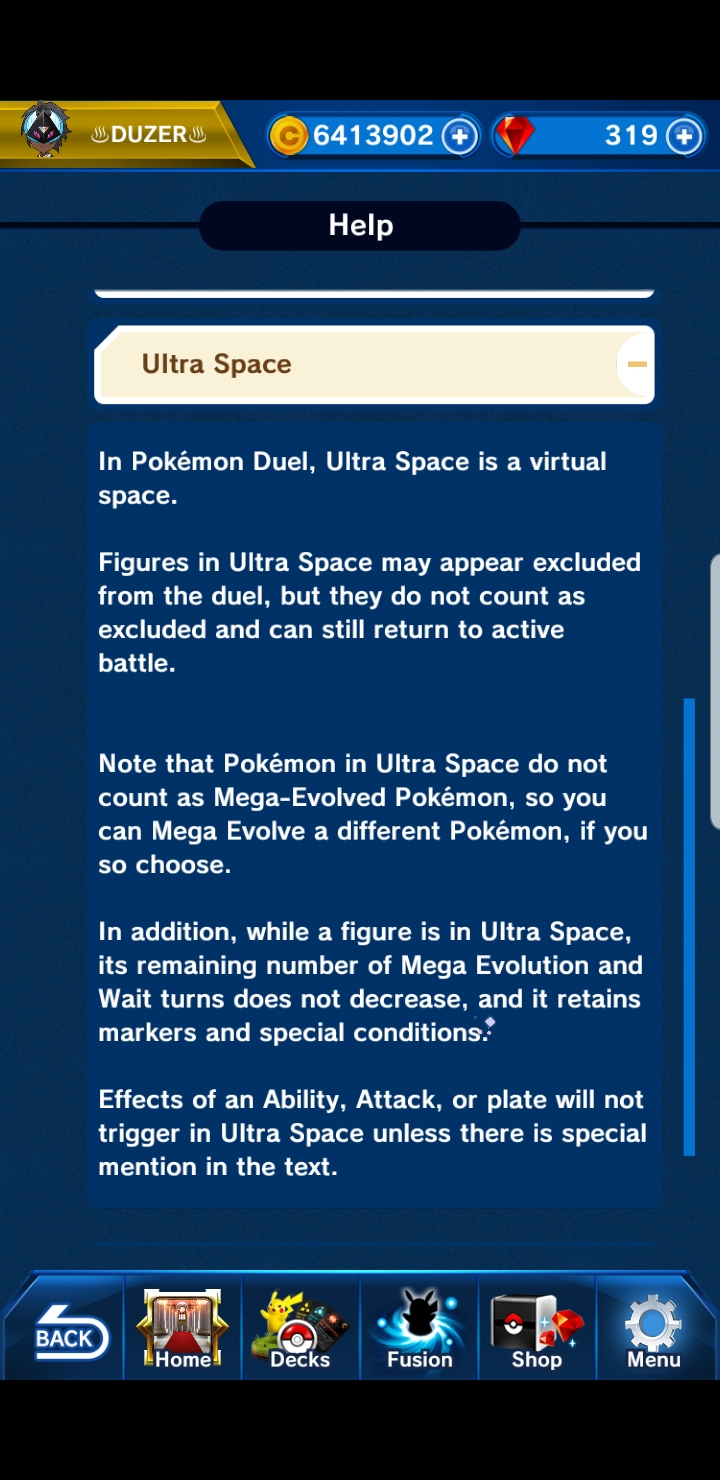 ♨DUZER♨
6413902
319
Help
Ultra Space
In Pokémon Duel, Ultra Space is a virtual
space.
Figures in Ultra Space may appear excluded
from the duel, but they do not count as
excluded and can still return to active
battle.
Note that Pokémon in Ultra Space do not
count as Mega-Evolved Pokémon, so you
can Mega Evolve a different Pokémon, if you
so choose.
In addition, while a figure is in Ultra Space,
its remaining number of Mega Evolution and
Wait turns does not decrease, and it retains
markers and special conditions.
Effects of an Ability, Attack, or plate will not
trigger in Ultra Space unless there is special
mention in the text.
BACK
Home
Decks
Fusion
Shop
Menu